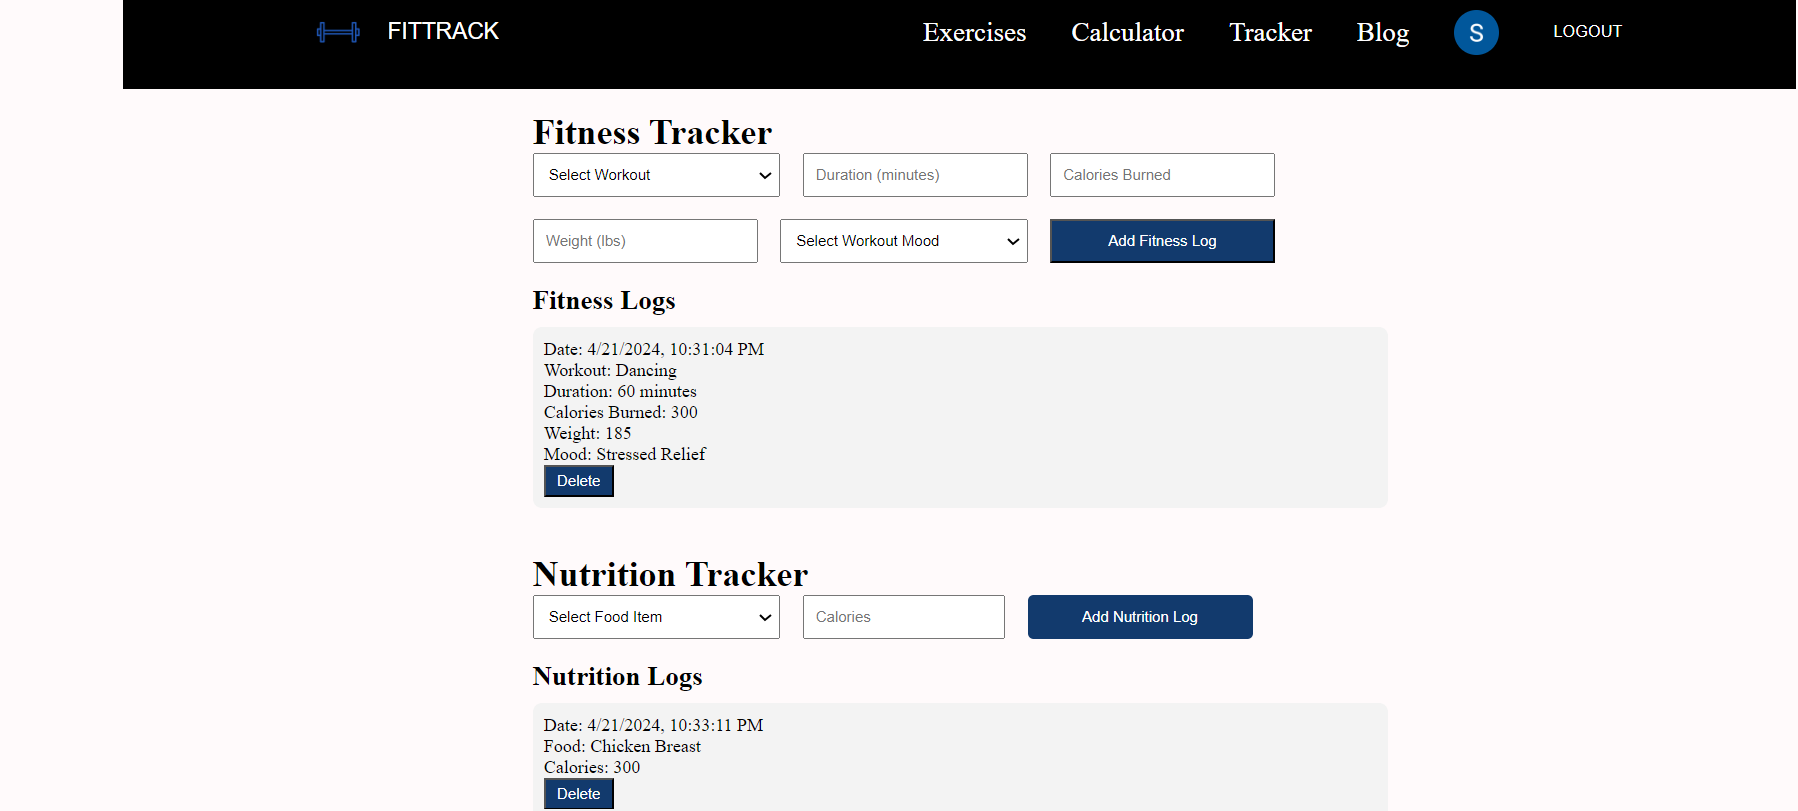 FITTRACK
Exercises
Calculator
Tracker
Blog
S
LOGOUT
Fitness Tracker
Select Workout
Duration (minutes)
Calories Burned
Weight (lbs)
Select Workout Mood
Add Fitness Log
Fitness Logs
Date: 4/21/2024, 10:31:04 PM
Workout: Dancing
Duration: 60 minutes
Calories Burned: 300
Weight: 185
Mood: Stressed Relief
Delete
Nutrition Tracker
Select Food Item
Calories
Add Nutrition Log
Nutrition Logs
Date: 4/21/2024, 10:33:11 PM
Food: Chicken Breast
Calories: 300
Delete